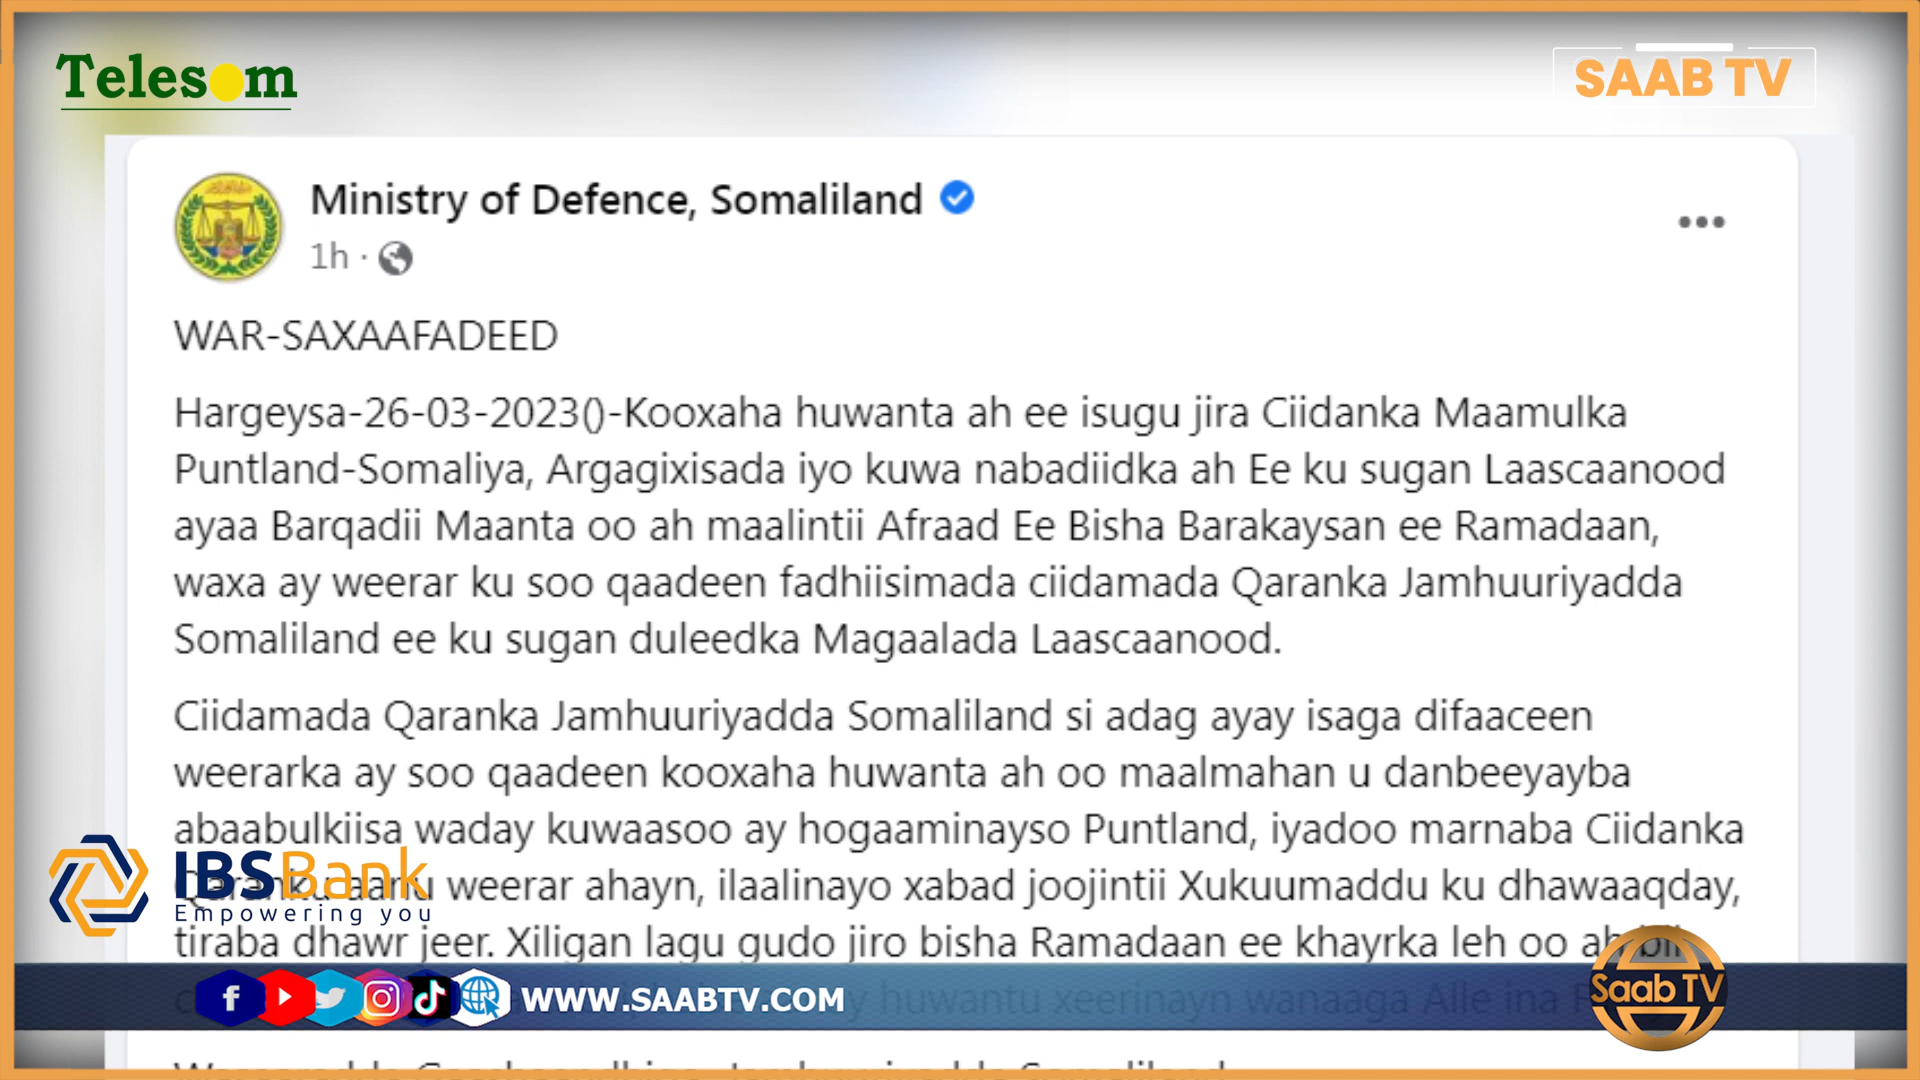 Telesom
SAAB TV
Ministry of Defence, Somaliland
1h ·
WAR-SAXAAFADEED
Hargeysa-26-03-2023()-Kooxaha huwanta ah ee isugu jira Ciidanka Maamulka
Puntland-Somaliya, Argagixisada iyo kuwa nabadiidka ah Ee ku sugan Laascaanood
ayaa Barqadii Maanta oo ah maalintii Afraad Ee Bisha Barakaysan ee Ramadaan,
waxa ay weerar ku soo qaadeen fadhiisimada ciidamada Qaranka Jamhuuriyadda
Somaliland ee ku sugan duleedka Magaalada Laascaanood.
Ciidamada Qaranka Jamhuuriyadda Somaliland si adag ayay isaga difaaceen
weerarka ay soo qaadeen kooxaha huwanta ah oo maalmahan u danbeeyayba
abaabulkiisa waday kuwaasoo ay hogaaminayso Puntland, iyadoo marnaba Ciidanka
weerar ahayn, ilaalinayo xabad joojintii Xukuumaddu ku dhawaaqday,
tiraba dhawr jeer. Xiligan lagu gudo jiro bisha Ramadaan ee khayrka leh oo ah
huwantu xeerinayn wanaaga Alle ina
IBSBank
Empowering you
WWW.SAABTV.COM
Saab TV